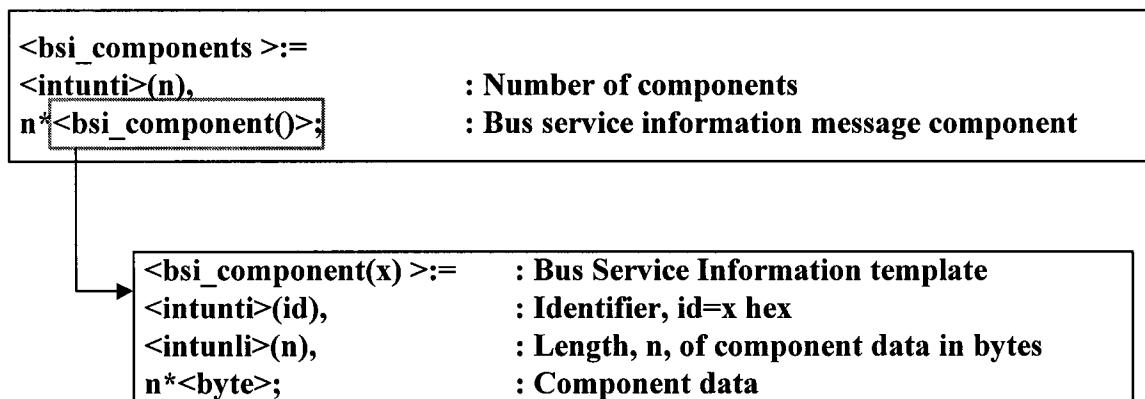 <bsi_components >:=
<intunti>(n), : Number of components
n*<bsi_component()>; : Bus service information message component
<bsi_component(x) >:= : Bus Service Information template
<intunti>(id), : Identifier, id=x hex
<intunli>(n), : Length, n, of component data in bytes
n*<byte>; : Component data